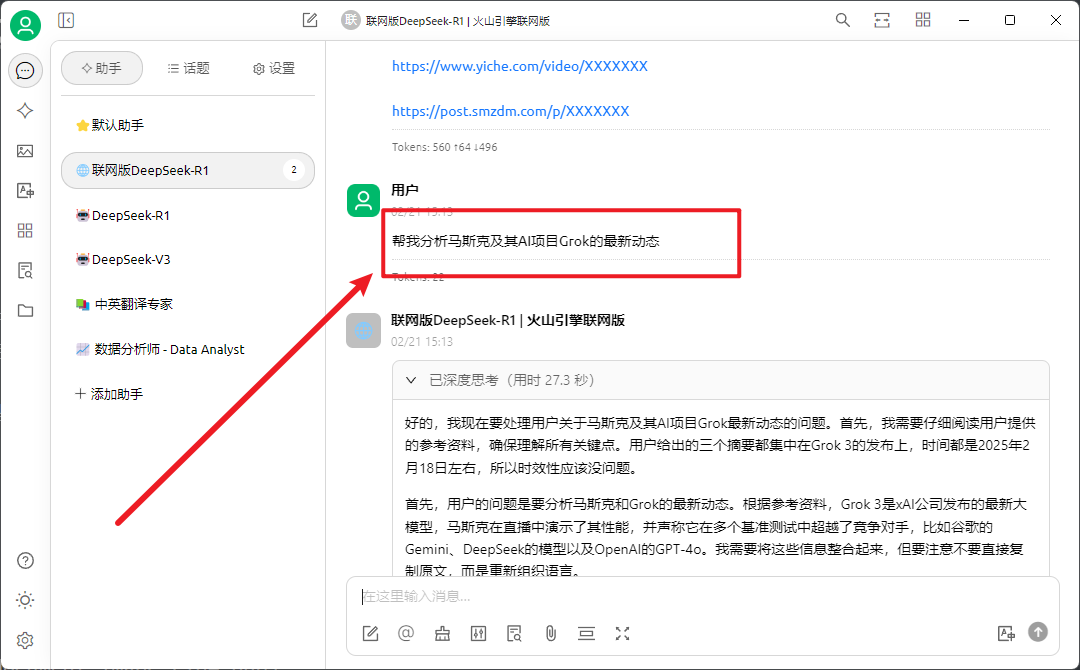 联 联网版DeepSeek-R1 | 火山引擎联网版
助手 话题 设置
默认助手
联网版DeepSeek-R1 2
DeepSeek-R1
DeepSeek-V3
中英翻译专家
数据分析师 - Data Analyst
添加助手
https://www.yiche.com/video/XXXXXXX
https://post.smzdm.com/p/XXXXXXX
Tokens: 560 ↑64 ↓496
用户
02/21 15:13
帮我分析马斯克及其AI项目Grok的最新动态
Tokens: 22
联网版DeepSeek-R1 | 火山引擎联网版
02/21 15:13
已深度思考（用时 27.3 秒）
好的，我现在要处理用户关于马斯克及其AI项目Grok最新动态的问题。首先，我需要仔细阅读用户提供
的参考资料，确保理解所有关键点。用户给出的三个摘要都集中在Grok 3的发布上，时间都是2025年2
月18日左右，所以时效性应该没问题。
首先，用户的问题是要分析马斯克和Grok的最新动态。根据参考资料，Grok 3是xAI公司发布的最新大
模型，马斯克在直播中演示了其性能，并声称它在多个基准测试中超越了竞争对手，比如谷歌的
Gemini、DeepSeek的模型以及OpenAI的GPT-4o。我需要将这些信息整合起来，但要注意不要直接复
制原文，而是重新组织语言。
在这里输入消息...